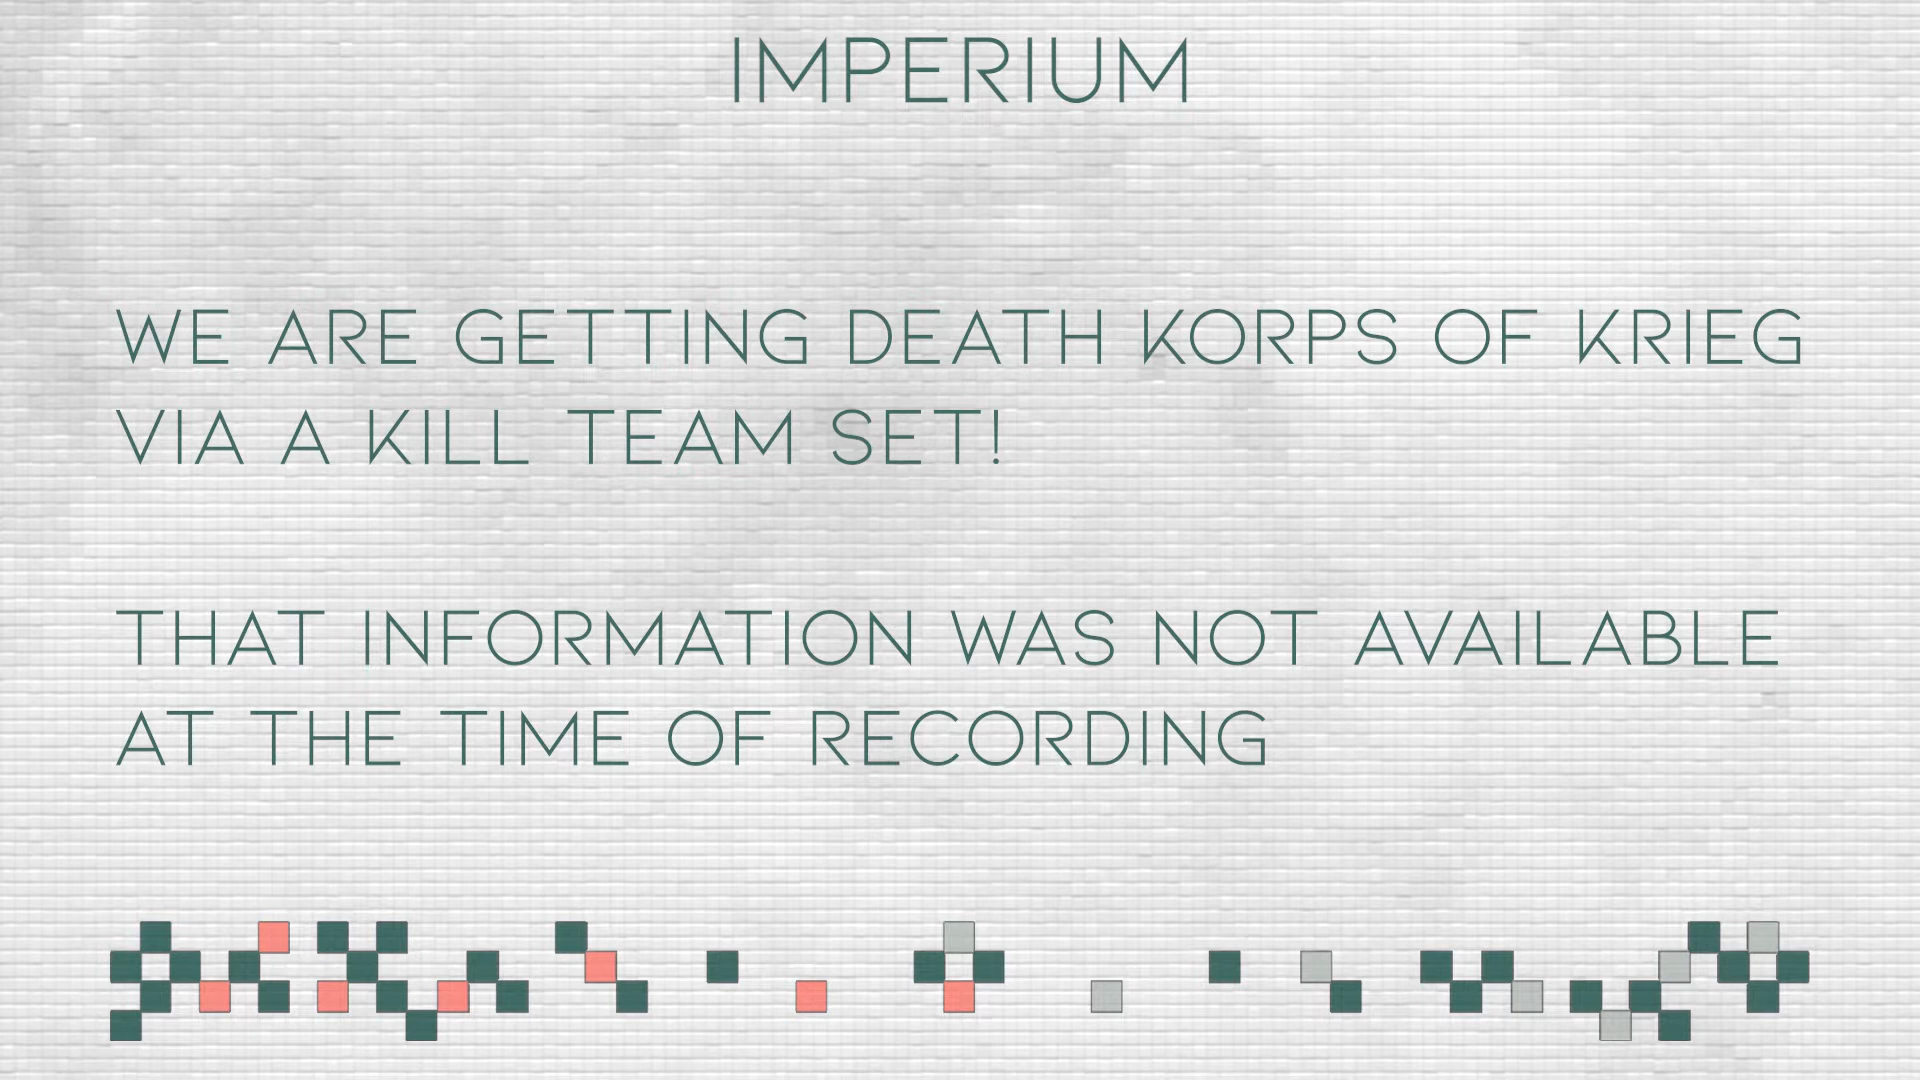 IMPERIUM
WE ARE GETTING DEATH KORPS OF KRIEG
VIA A KILL TEAM SET!
THAT INFORMATION WAS NOT AVAILABLE
AT THE TIME OF RECORDING